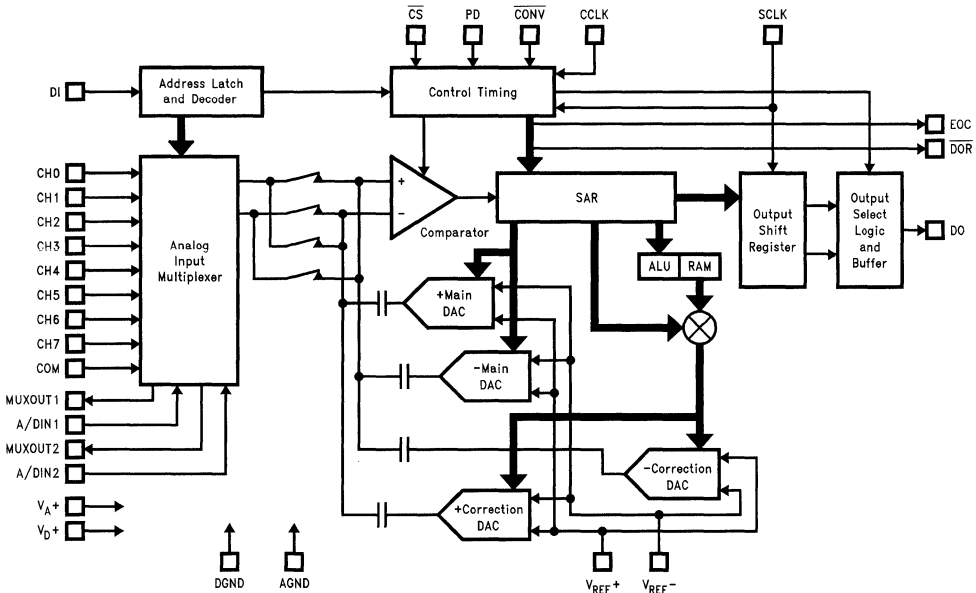 CS PD CONV CCLK SCLK
DI
Address Latch
and Decoder
Control Timing
EOC
DOR
CH0
CH1
CH2
CH3
CH4
CH5
CH6
CH7
COM
MUXOUT1
A/DIN1
MUXOUT2
A/DIN2
VA+
VD+
Analog
Input
Multiplexer
+
−
Comparator
SAR
ALU RAM
Output
Shift
Register
Output
Select
Logic
and
Buffer
DO
+Main
DAC
−Main
DAC
−Correction
DAC
+Correction
DAC
DGND AGND VREF+ VREF−